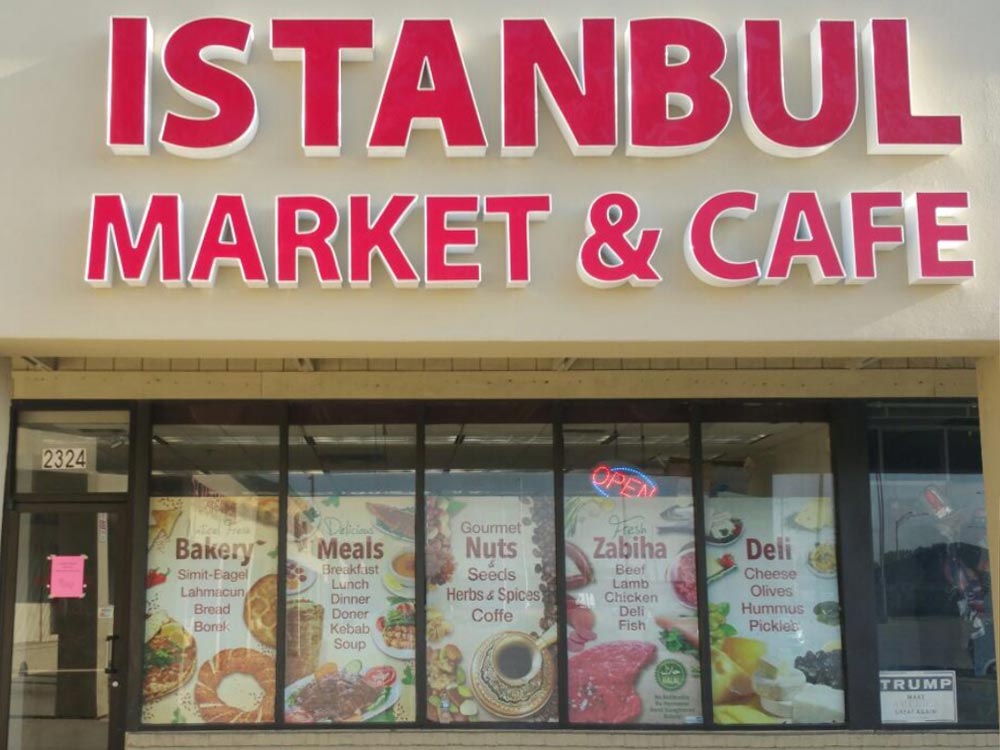 ISTANBUL
MARKET & CAFE
2324
OPEN
Fresh
Bakery
Simit-Bagel
Lahmacun
Bread
Borek
Delicious
Meals
Breakfast
Lunch
Dinner
Doner
Kebab
Soup
Gourmet
Nuts
&
Seeds
Herbs & Spices
Coffe
Fresh
Zabiha
Beef
Lamb
Chicken
Deli
Fish
Deli
Cheese
Olives
Hummus
Pickles
TRUMP
MAKE
GREAT AGAIN!